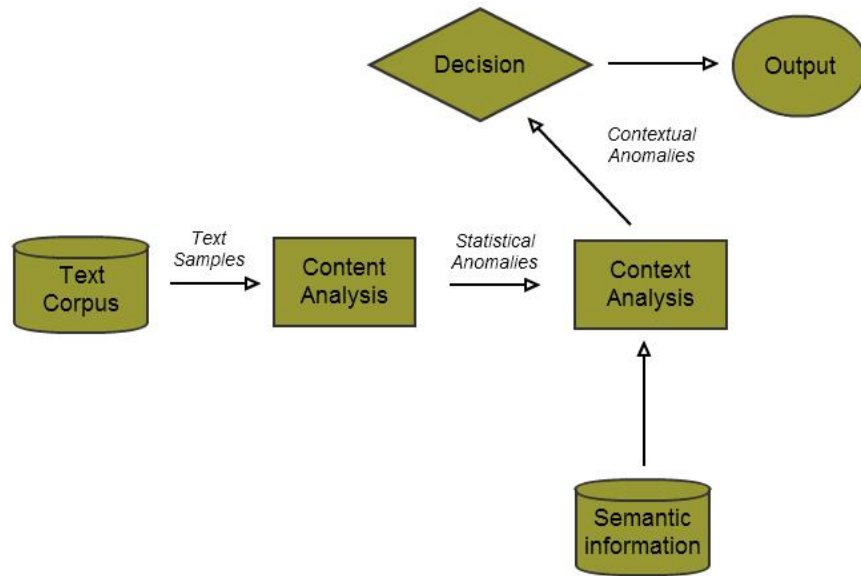 Decision
Output
Contextual
Anomalies
Text
Samples
Statistical
Anomalies
Text
Corpus
Content
Analysis
Context
Analysis
Semantic
information